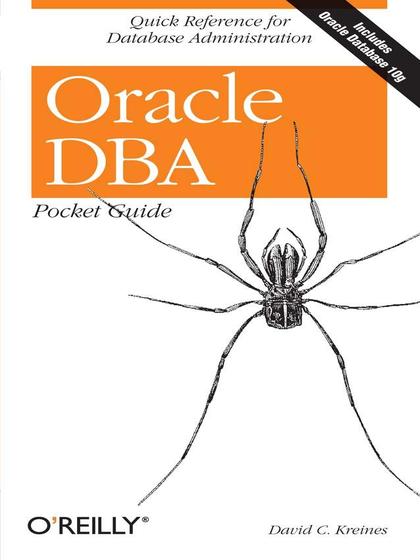 Quick Reference for
Database Administration
Includes
Oracle Database 10g
Oracle
DBA
Pocket Guide
O'REILLY®
David C. Kreines